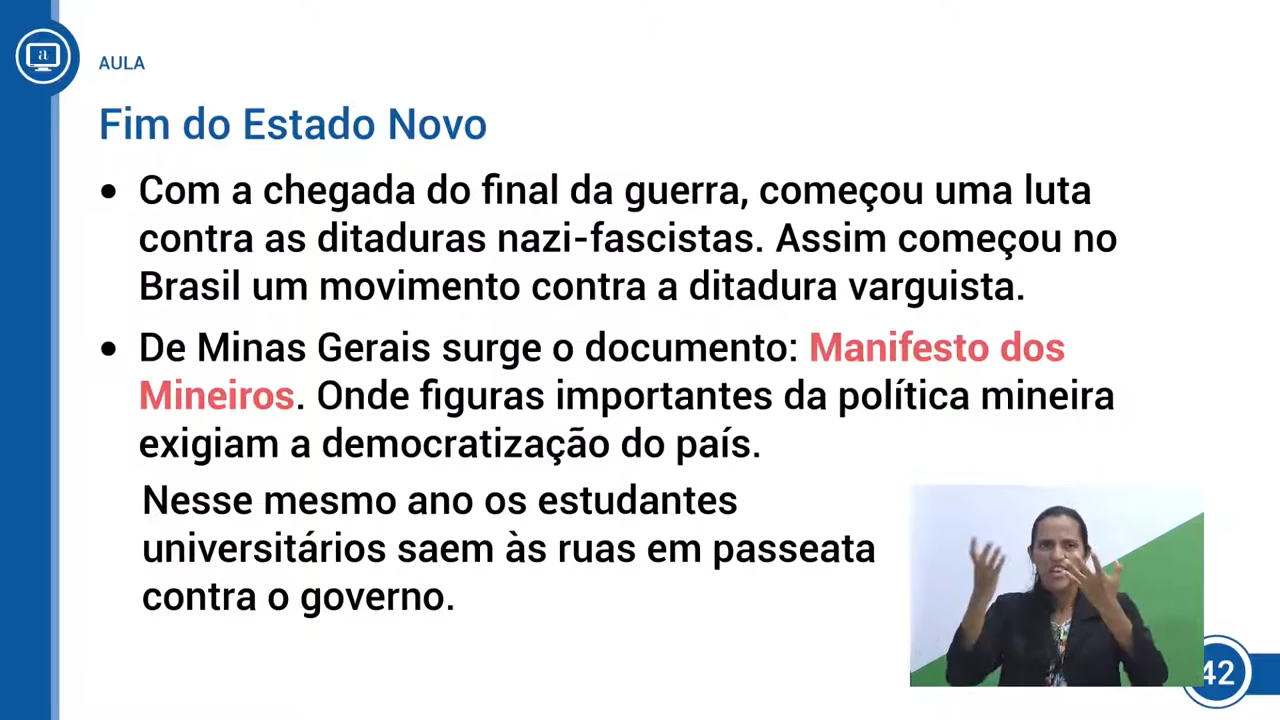 a
AULA
Fim do Estado Novo
• Com a chegada do final da guerra, começou uma luta
contra as ditaduras nazi-fascistas. Assim começou no
Brasil um movimento contra a ditadura varguista.
• De Minas Gerais surge o documento: Manifesto dos
Mineiros. Onde figuras importantes da política mineira
exigiam a democratização do país.
Nesse mesmo ano os estudantes
universitários saem às ruas em passeata
contra o governo.
42